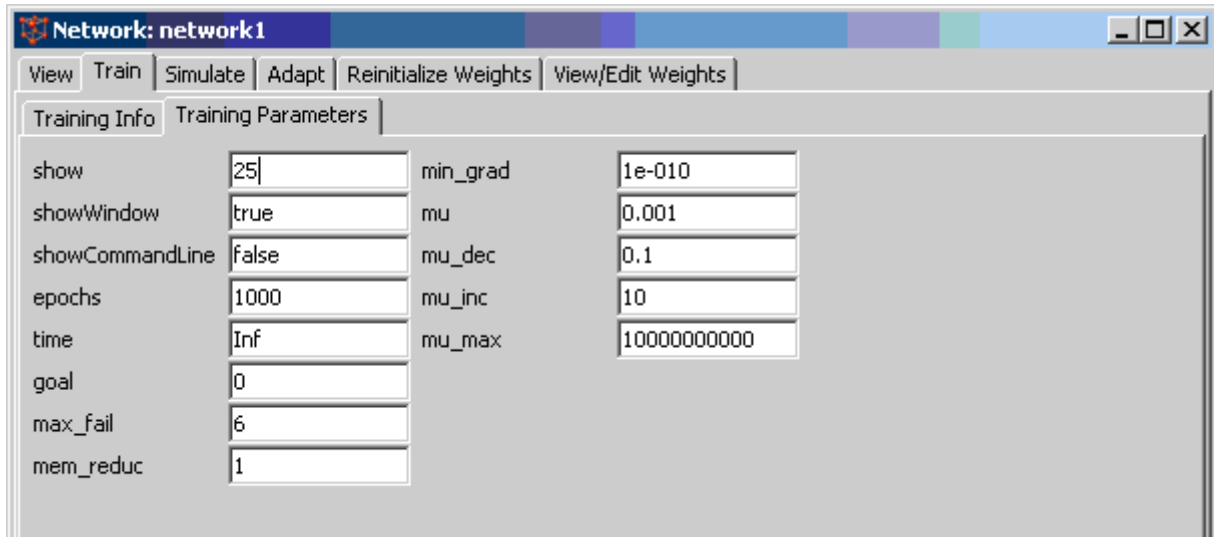 Network: network1
View Train Simulate Adapt Reinitialize Weights View/Edit Weights
Training Info Training Parameters
show 25 min_grad 1e-010
showWindow true mu 0.001
showCommandLine false mu_dec 0.1
epochs 1000 mu_inc 10
time Inf mu_max 10000000000
goal 0
max_fail 6
mem_reduc 1